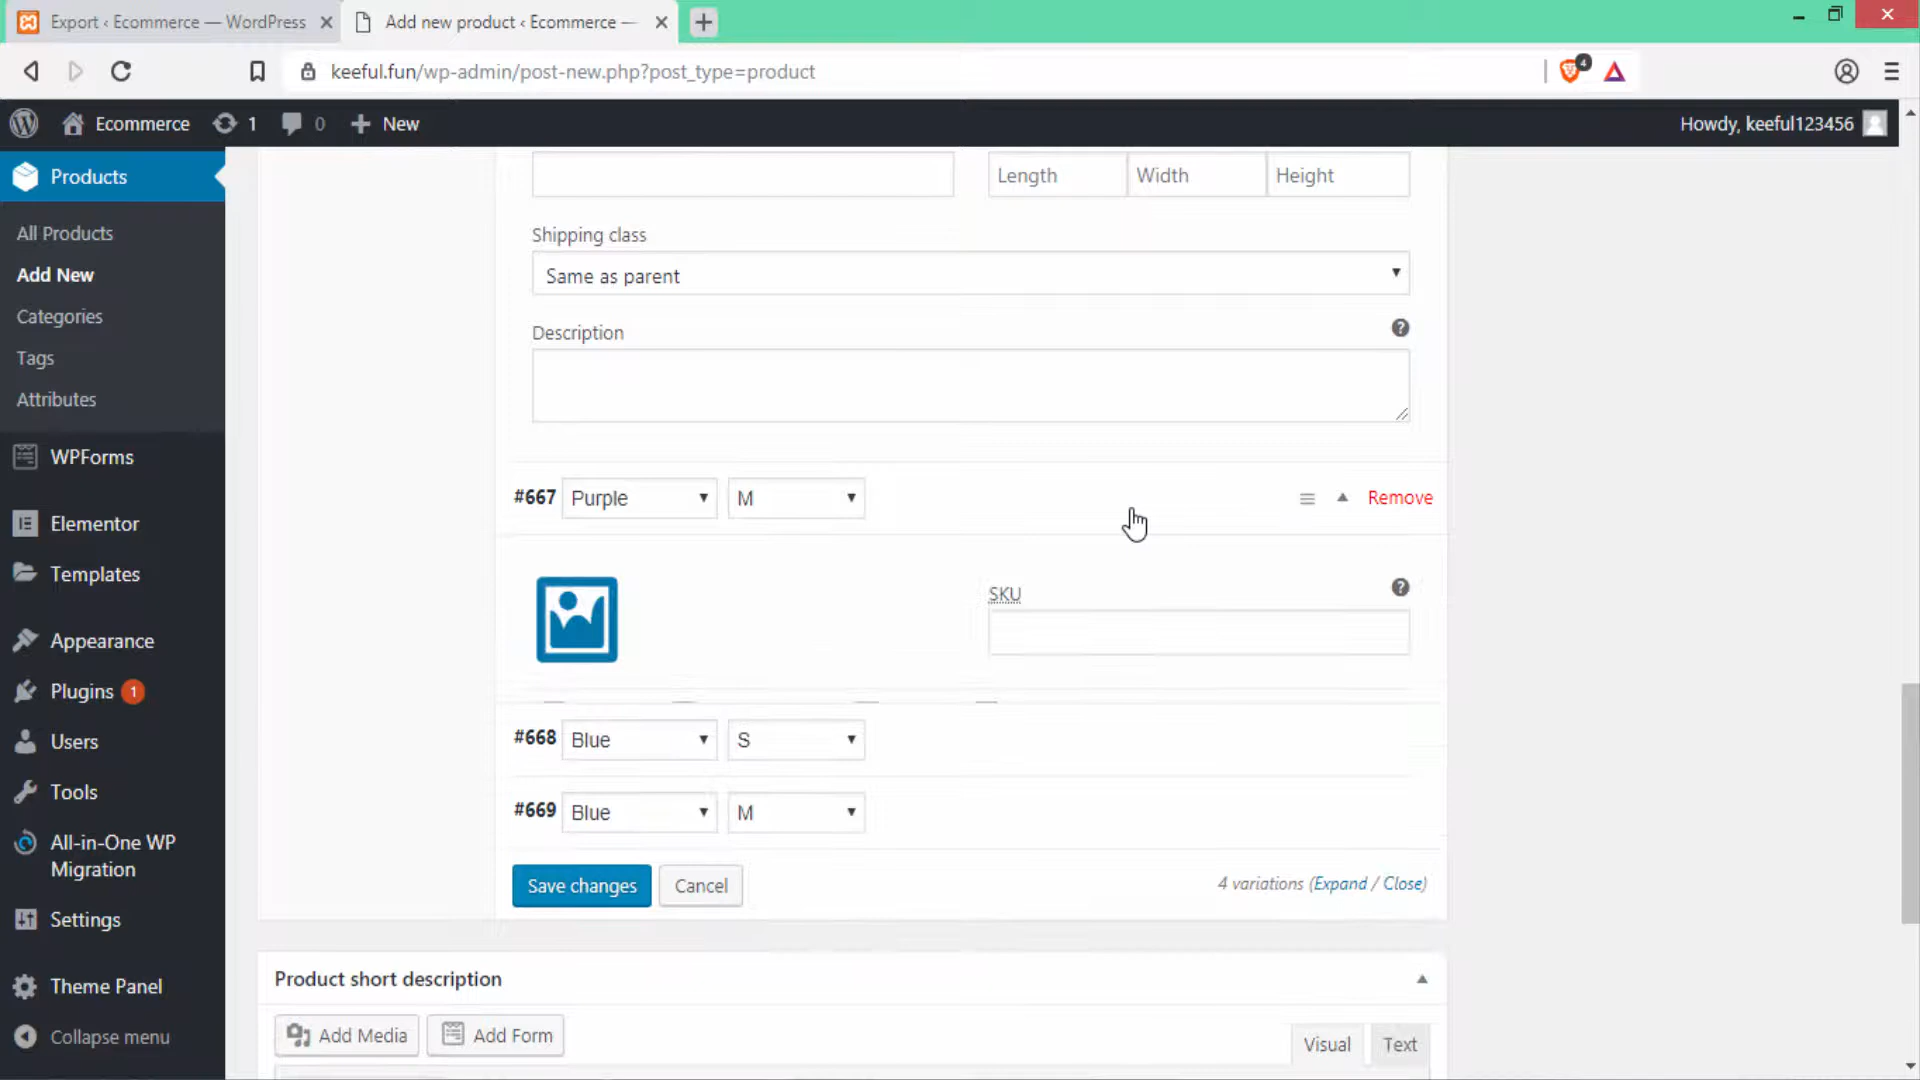 Export ‹ Ecommerce — WordPress
Add new product ‹ Ecommerce —
keeful.fun/wp-admin/post-new.php?post_type=product
4
Ecommerce
1
0
New
Howdy, keeful123456
Products
All Products
Add New
Categories
Tags
Attributes
WPForms
Elementor
Templates
Appearance
Plugins 1
Users
Tools
All-in-One WP
Migration
Settings
Theme Panel
Collapse menu
Length
Width
Height
Shipping class
Same as parent
Description
#667 Purple M Remove
SKU
#668 Blue S
#669 Blue M
Save changes
Cancel
4 variations (Expand / Close)
Product short description
Add Media
Add Form
Visual
Text